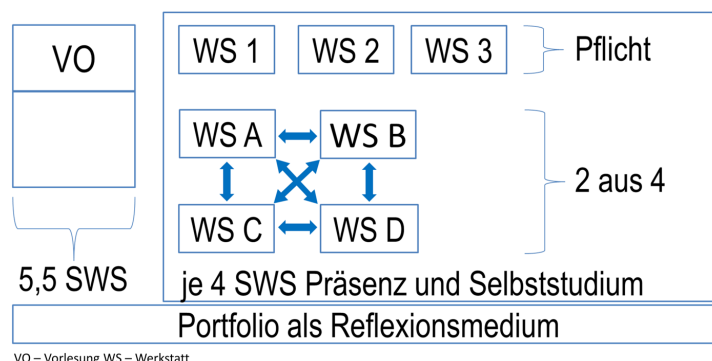 VO
WS 1 WS 2 WS 3 Pflicht
WS A WS B
2 aus 4
WS C WS D
5,5 SWS
je 4 SWS Präsenz und Selbststudium
Portfolio als Reflexionsmedium
VO – Vorlesung WS – Werkstatt